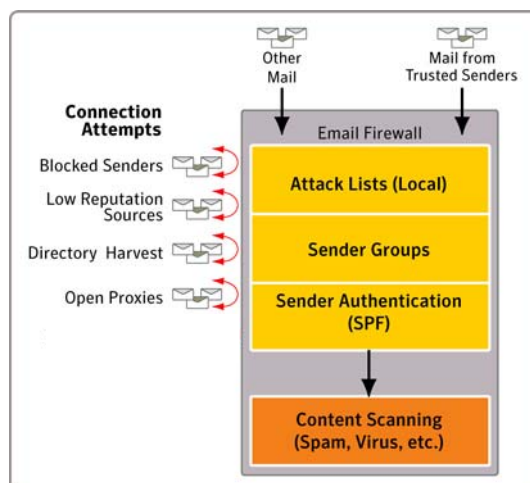 Other
Mail
Mail from
Trusted Senders
Connection
Attempts
Email Firewall
Blocked Senders
Low Reputation
Sources
Directory Harvest
Open Proxies
Attack Lists (Local)
Sender Groups
Sender Authentication
(SPF)
Content Scanning
(Spam, Virus, etc.)